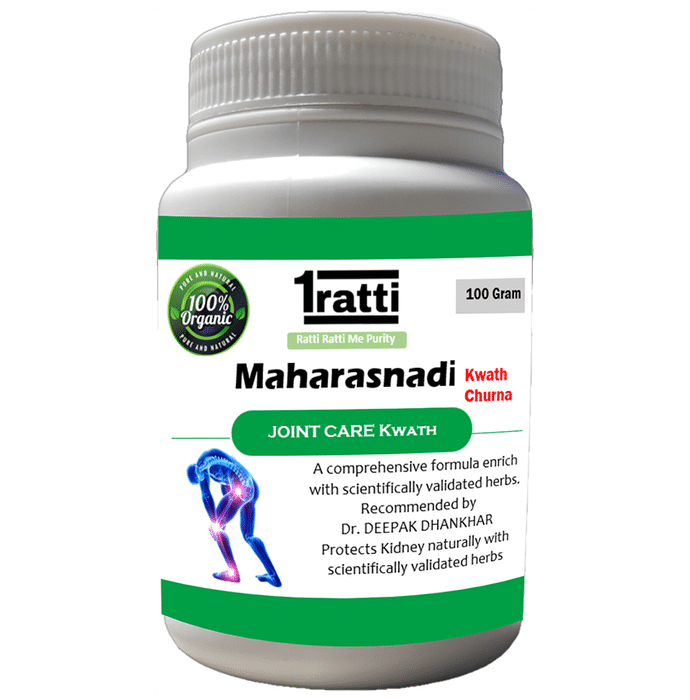 1ratti
Ratti Ratti Me Purity
100 Gram
PURE AND NATURAL
100%
Organic
PURE AND NATURAL
Maharasnadi Kwath
Churna
JOINT CARE KWATH
A comprehensive formula enrich
with scientifically validated herbs.
Recommended by
Dr. DEEPAK DHANKHAR
Protects Kidney naturally with
scientifically validated herbs